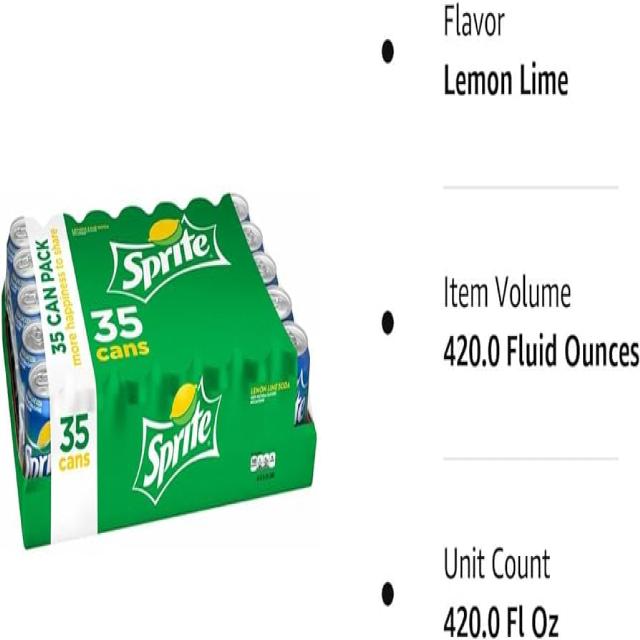 Flavor
Lemon Lime
Item Volume
420.0 Fluid Ounces
Unit Count
420.0 Fl Oz
35 CAN PACK
more happiness to share
Sprite
35
cans
35
cans
Sprite
LEMON LIME SODA